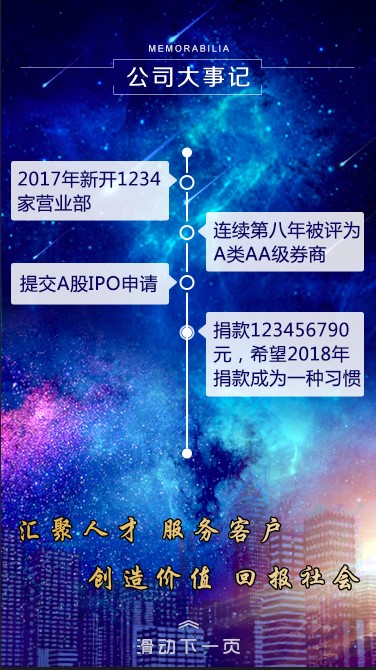 MEMORABILIA
公司大事记
2017年新开1234
家营业部
连续第八年被评为
A类AA级券商
提交A股IPO申请
捐款123456790
元，希望2018年
捐款成为一种习惯
汇聚人才 服务客户
创造价值 回报社会
滑动下一页